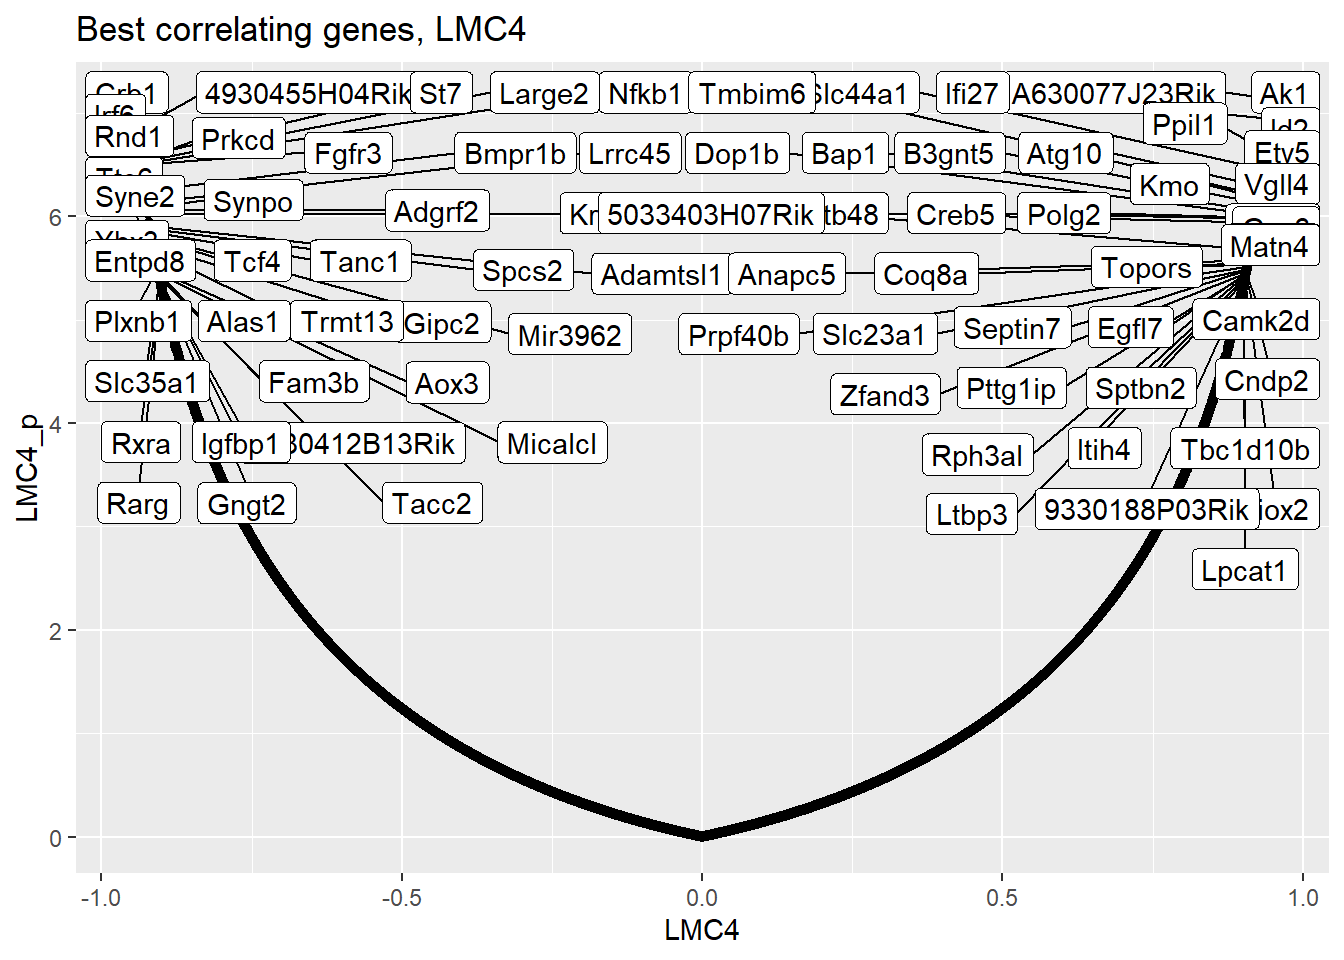 Best correlating genes, LMC4
4930455H04Rik St7 Large2 Nfkb1 Tmbim6 Slc44a1 Ifi27 A630077J23Rik Ak1
Rnd1 Prkcd Ppil1
Fgfr3 Bmpr1b Lrrc45 Dop1b Bap1 B3gnt5 Atg10 Etv5
Syne2 Synpo Kmo Vgll4
Adgrf2 5033403H07Rik Creb5 Polg2
Matn4
Entpd8 Tcf4 Tanc1 Spcs2 Adamtsl1 Anapc5 Coq8a Topors
Plxnb1 Alas1 Trmt13 Gipc2 Mir3962 Prpf40b Slc23a1 Septin7 Egfl7 Camk2d
Slc35a1 Fam3b Aox3 Zfand3 Pttg1ip Sptbn2 Cndp2
Rxra Igfbp1 Micalcl Rph3al Itih4 Tbc1d10b
Rarg Gngt2 Tacc2 Ltbp3 9330188P03Rik
Lpcat1
6
4
2
0
LMC4_p
-1.0 -0.5 0.0 0.5 1.0
LMC4